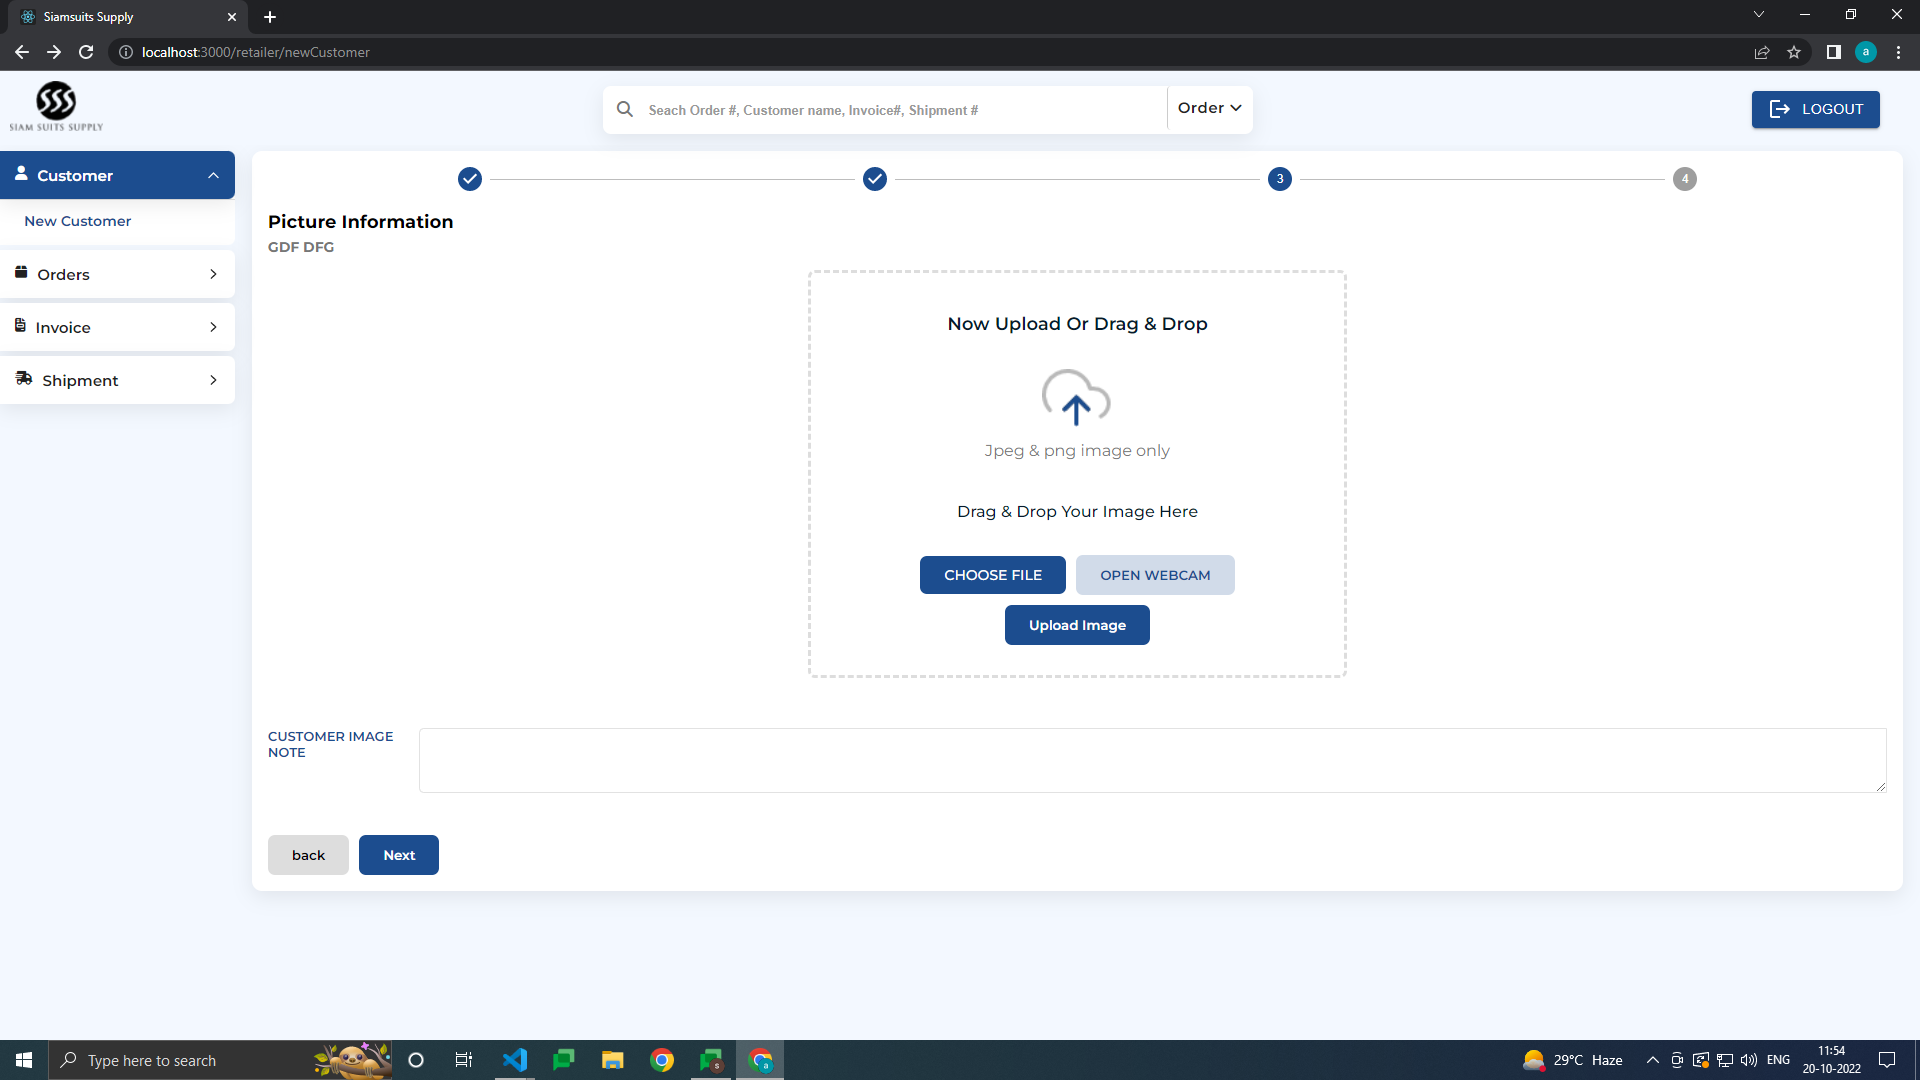 Siamsuits Supply
localhost:3000/retailer/newCustomer
a
SSS
SIAM SUITS SUPPLY
Seach Order #, Customer name, Invoice#, Shipment #
Order
LOGOUT
Customer
New Customer
Orders
Invoice
Shipment
3
4
Picture Information
GDF DFG
Now Upload Or Drag & Drop
Jpeg & png image only
Drag & Drop Your Image Here
CHOOSE FILE
OPEN WEBCAM
Upload Image
CUSTOMER IMAGE
NOTE
back
Next
Type here to search
s
a
29°C Haze
ENG
11:54
20-10-2022